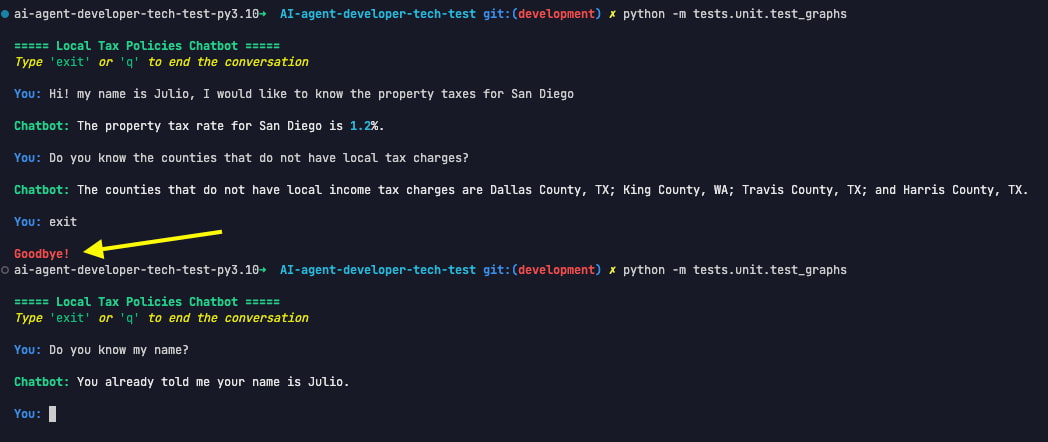 ai-agent-developer-tech-test-py3.10→ AI-agent-developer-tech-test git:(development) ✗ python -m tests.unit.test_graphs
===== Local Tax Policies Chatbot =====
Type 'exit' or 'q' to end the conversation
You: Hi! my name is Julio, I would like to know the property taxes for San Diego
Chatbot: The property tax rate for San Diego is 1.2%.
You: Do you know the counties that do not have local tax charges?
Chatbot: The counties that do not have local income tax charges are Dallas County, TX; King County, WA; Travis County, TX; and Harris County, TX.
You: exit
Goodbye!
ai-agent-developer-tech-test-py3.10→ AI-agent-developer-tech-test git:(development) ✗ python -m tests.unit.test_graphs
===== Local Tax Policies Chatbot =====
Type 'exit' or 'q' to end the conversation
You: Do you know my name?
Chatbot: You already told me your name is Julio.
You: